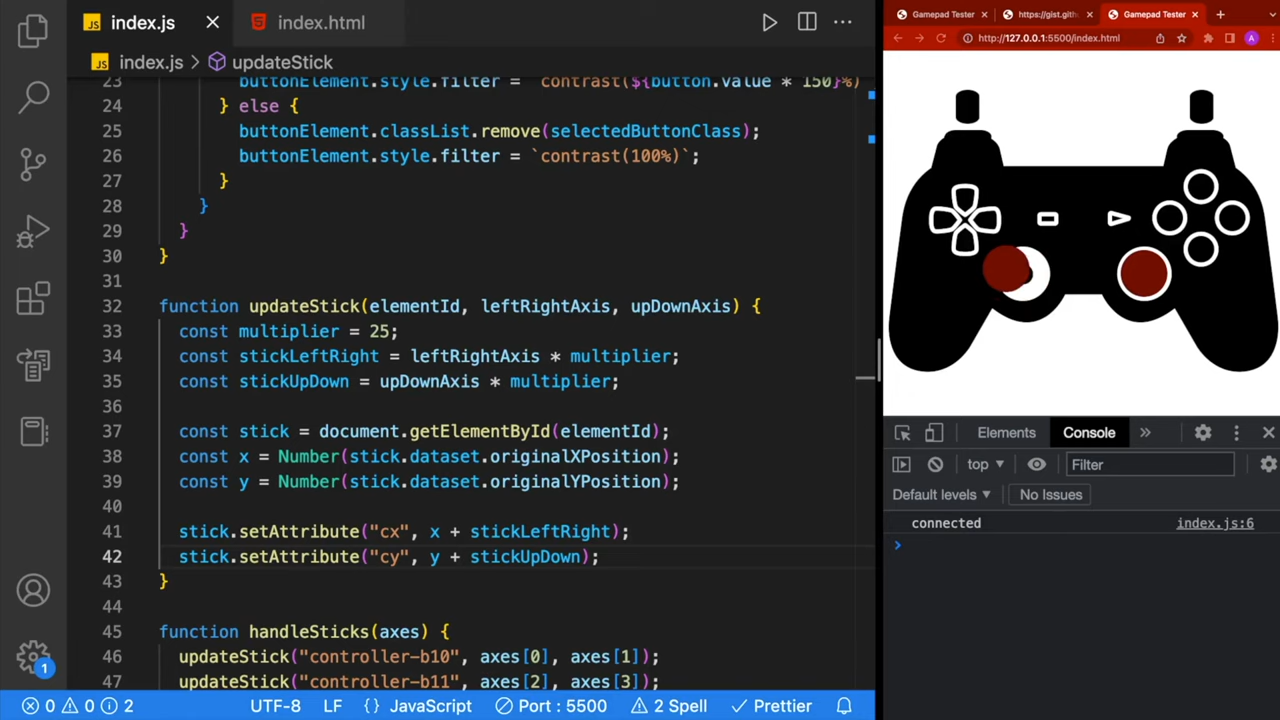 JS index.js
index.html
JS index.js > updateStick
23 buttonElement.style.filter = `contrast(${button.value * 150}%)
24 } else {
25 buttonElement.classList.remove(selectedButtonClass);
26 buttonElement.style.filter = `contrast(100%)`;
27 }
28 }
29 }
30 }
31
32 function updateStick(elementId, leftRightAxis, upDownAxis) {
33 const multiplier = 25;
34 const stickLeftRight = leftRightAxis * multiplier;
35 const stickUpDown = upDownAxis * multiplier;
36
37 const stick = document.getElementById(elementId);
38 const x = Number(stick.dataset.originalXPosition);
39 const y = Number(stick.dataset.originalYPosition);
40
41 stick.setAttribute("cx", x + stickLeftRight);
42 stick.setAttribute("cy", y + stickUpDown);
43 }
44
45 function handleSticks(axes) {
46 updateStick("controller-b10", axes[0], axes[1]);
47 updateStick("controller-b11", axes[2], axes[3]);
1
0 0 2 UTF-8 LF {} JavaScript Port : 5500 2 Spell Prettier
Gamepad Tester
https://gist.gith
Gamepad Tester
http://127.0.0.1:5500/index.html
A
Elements Console
top Filter
Default levels No Issues
connected index.js:6